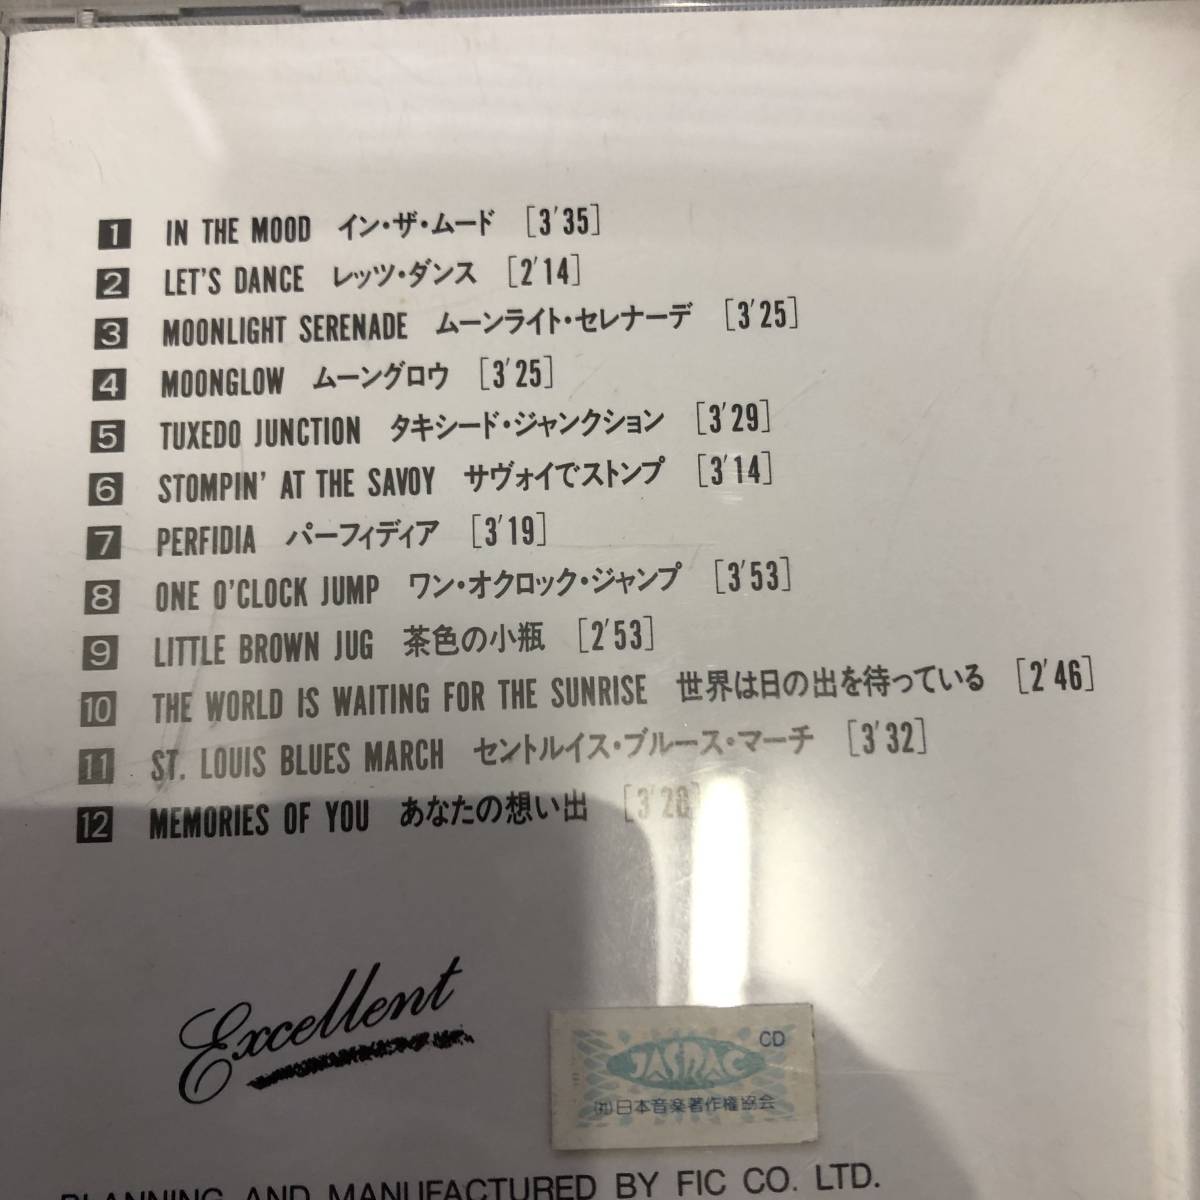 1 IN THE MOOD イン・ザ・ムード [3'35]
2 LET'S DANCE レッツ・ダンス [2'14]
3 MOONLIGHT SERENADE ムーンライト・セレナーデ [3'25]
4 MOONGLOW ムーングロウ [3'25]
5 TUXEDO JUNCTION タキシード・ジャンクション [3'29]
6 STOMPIN' AT THE SAVOY サヴォイでストンプ [3'14]
7 PERFIDIA パーフィディア [3'19]
8 ONE O'CLOCK JUMP ワン・オクロック・ジャンプ [3'53]
9 LITTLE BROWN JUG 茶色の小瓶 [2'53]
10 THE WORLD IS WAITING FOR THE SUNRISE 世界は日の出を待っている [2'46]
11 ST. LOUIS BLUES MARCH セントルイス・ブルース・マーチ [3'32]
12 MEMORIES OF YOU あなたの想い出 [3'28]
Excellent
CD
JASRAC
(社)日本音楽著作権協会
PLANNING AND MANUFACTURED BY FIC CO. LTD.